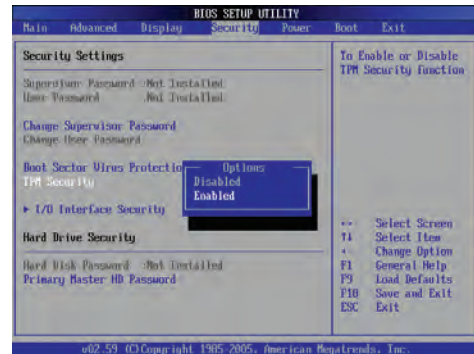 BIOS SETUP UTILITY
Main Advanced Display Security Power Boot Exit
Security Settings
Supervisor Password :Not Installed
User Password :Not Installed
Change Supervisor Password
Change User Password
Boot Sector Virus Protectio
TPM Security
I/O Interface Security
Hard Drive Security
Hard Disk Password :Not Installed
Primary Master HD Password
Options
Disabled
Enabled
To Enable or Disable
TPM Security function
Select Screen
Select Item
Change Option
F1 General Help
F9 Load Defaults
F10 Save and Exit
ESC Exit
v02.59 (C)Copyright 1985-2005, American Megatrends, Inc.